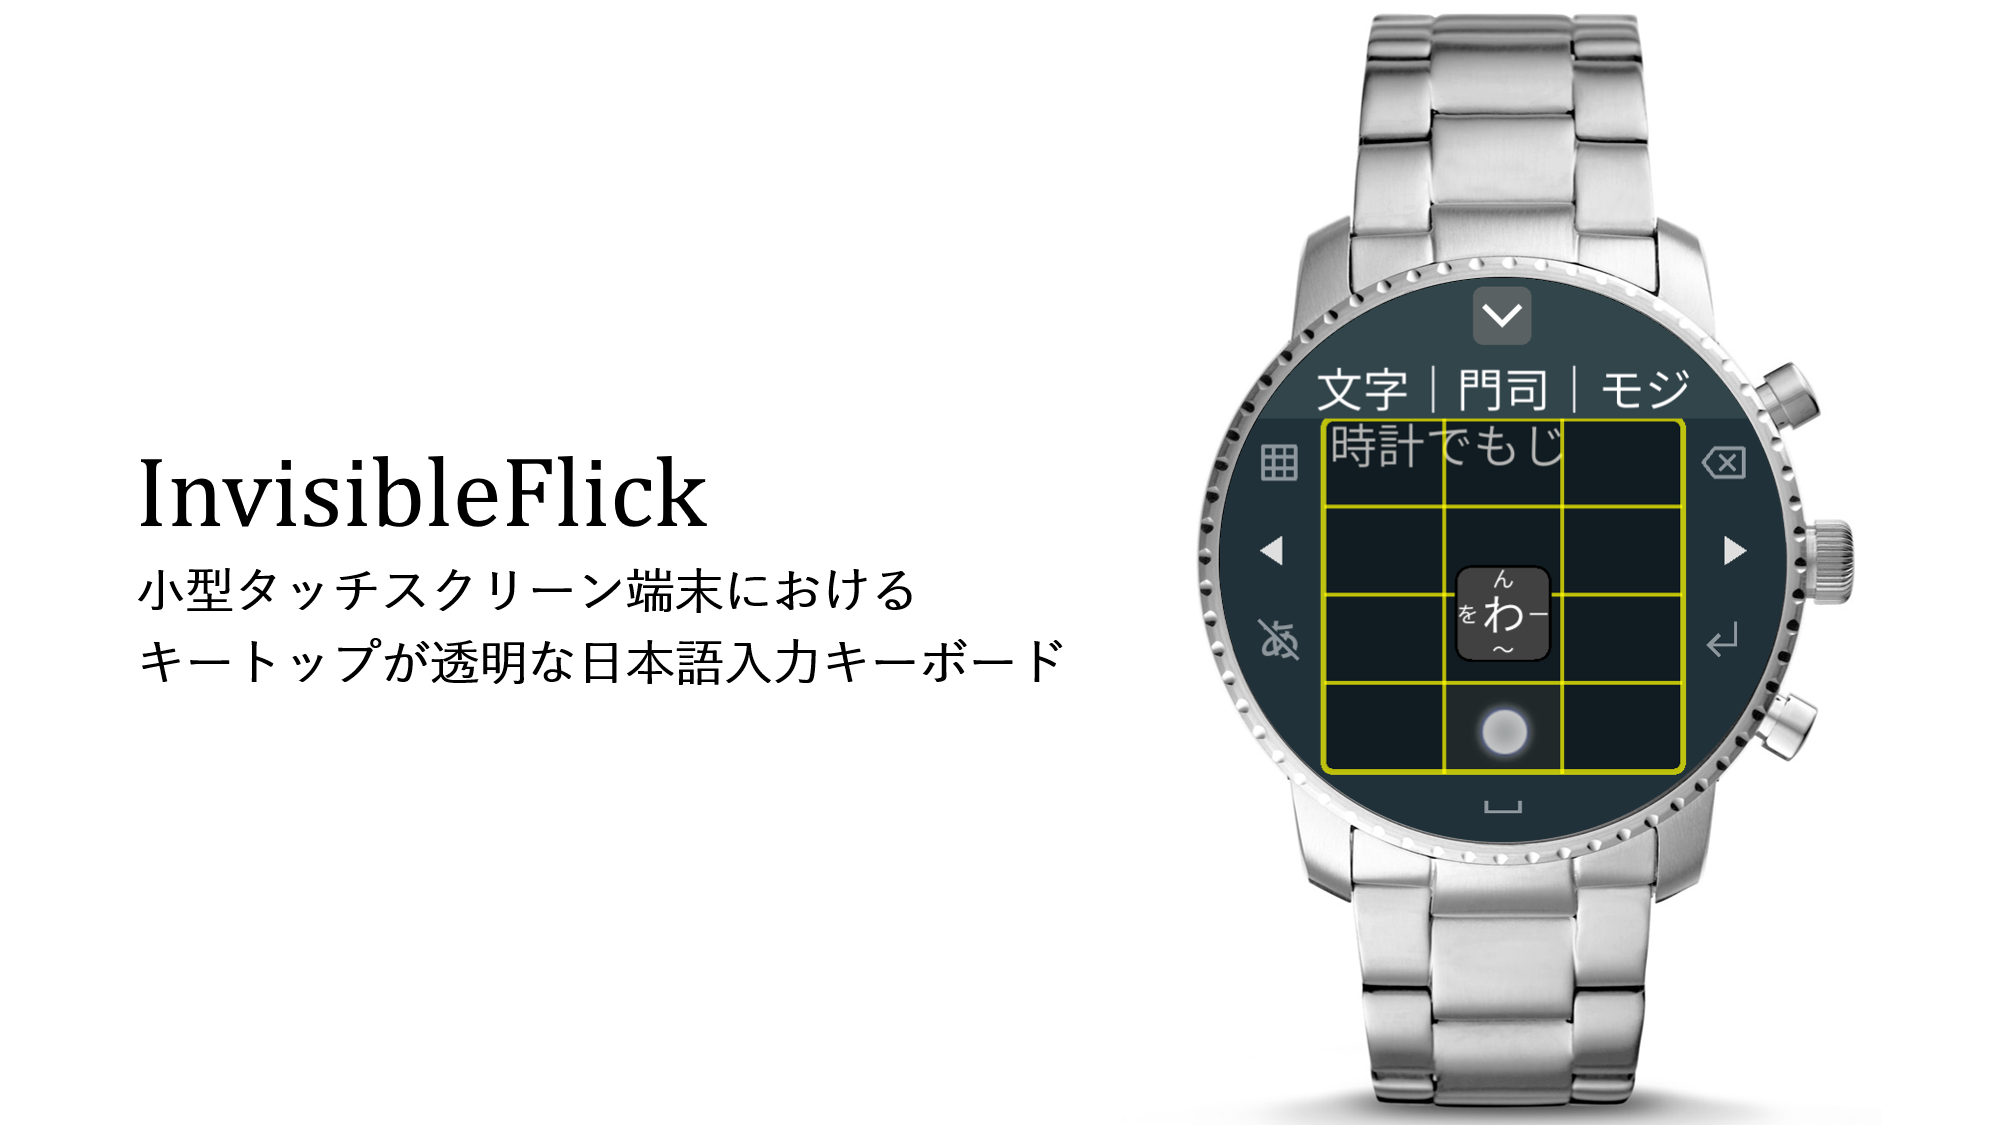 InvisibleFlick
小型タッチスクリーン端末における
キートップが透明な日本語入力キーボード
文字｜門司｜モジ
時計でもじ
ん
を わ ー
～
あ